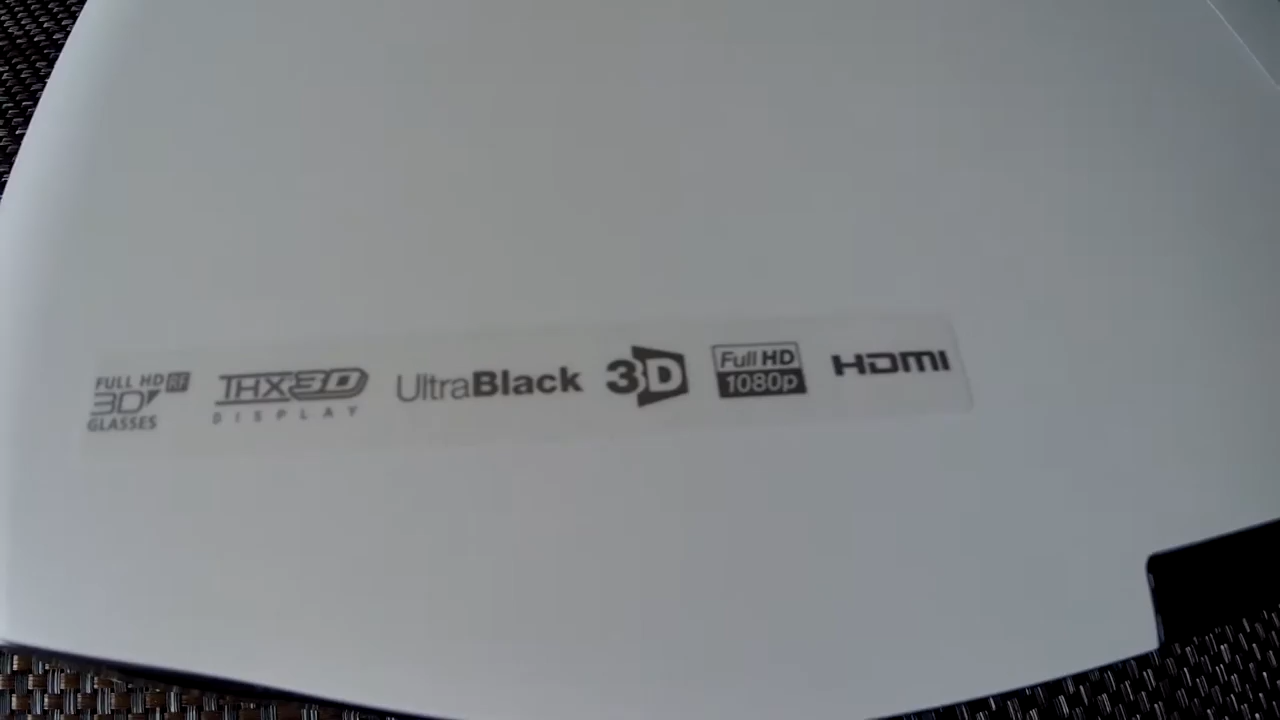 FULL HD RF
3D
GLASSES
THX 3D
DISPLAY
UltraBlack
3D
Full HD
1080p
HDMI